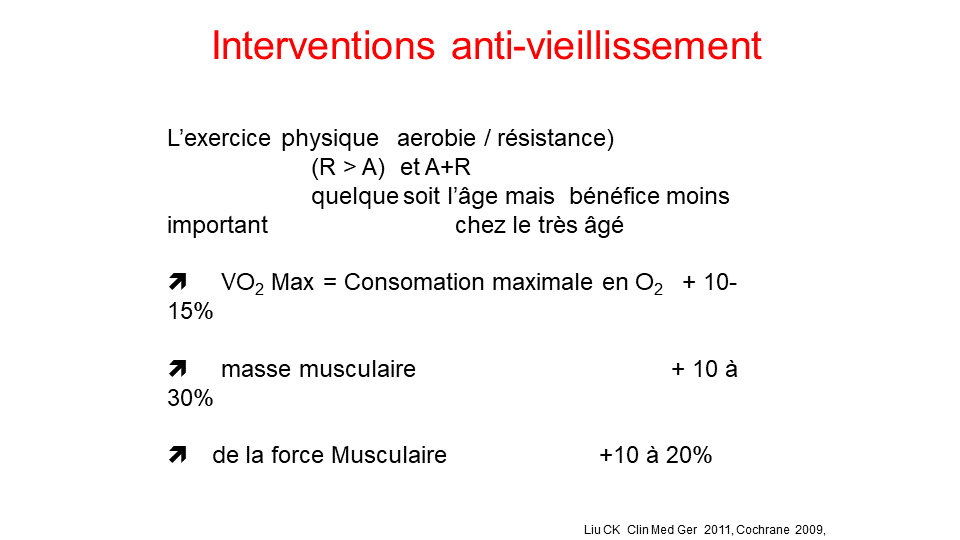 Interventions anti-vieillissement
L’exercice physique aerobie / résistance)
(R > A) et A+R
quelque soit l’âge mais bénéfice moins
important chez le très âgé
↗ VO₂ Max = Consomation maximale en O₂ + 10-
15%
↗ masse musculaire + 10 à
30%
↗ de la force Musculaire +10 à 20%
Liu CK Clin Med Ger 2011, Cochrane 2009,